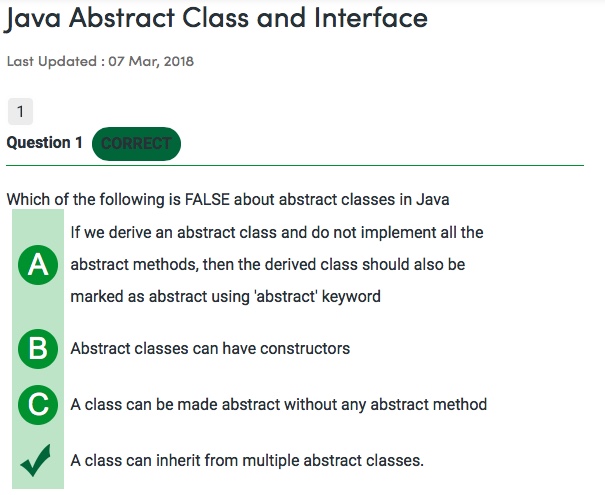 Java Abstract Class and Interface
Last Updated : 07 Mar, 2018
1
Question 1 CORRECT
Which of the following is FALSE about abstract classes in Java
If we derive an abstract class and do not implement all the
A abstract methods, then the derived class should also be
marked as abstract using 'abstract' keyword
B Abstract classes can have constructors
C A class can be made abstract without any abstract method
A class can inherit from multiple abstract classes.